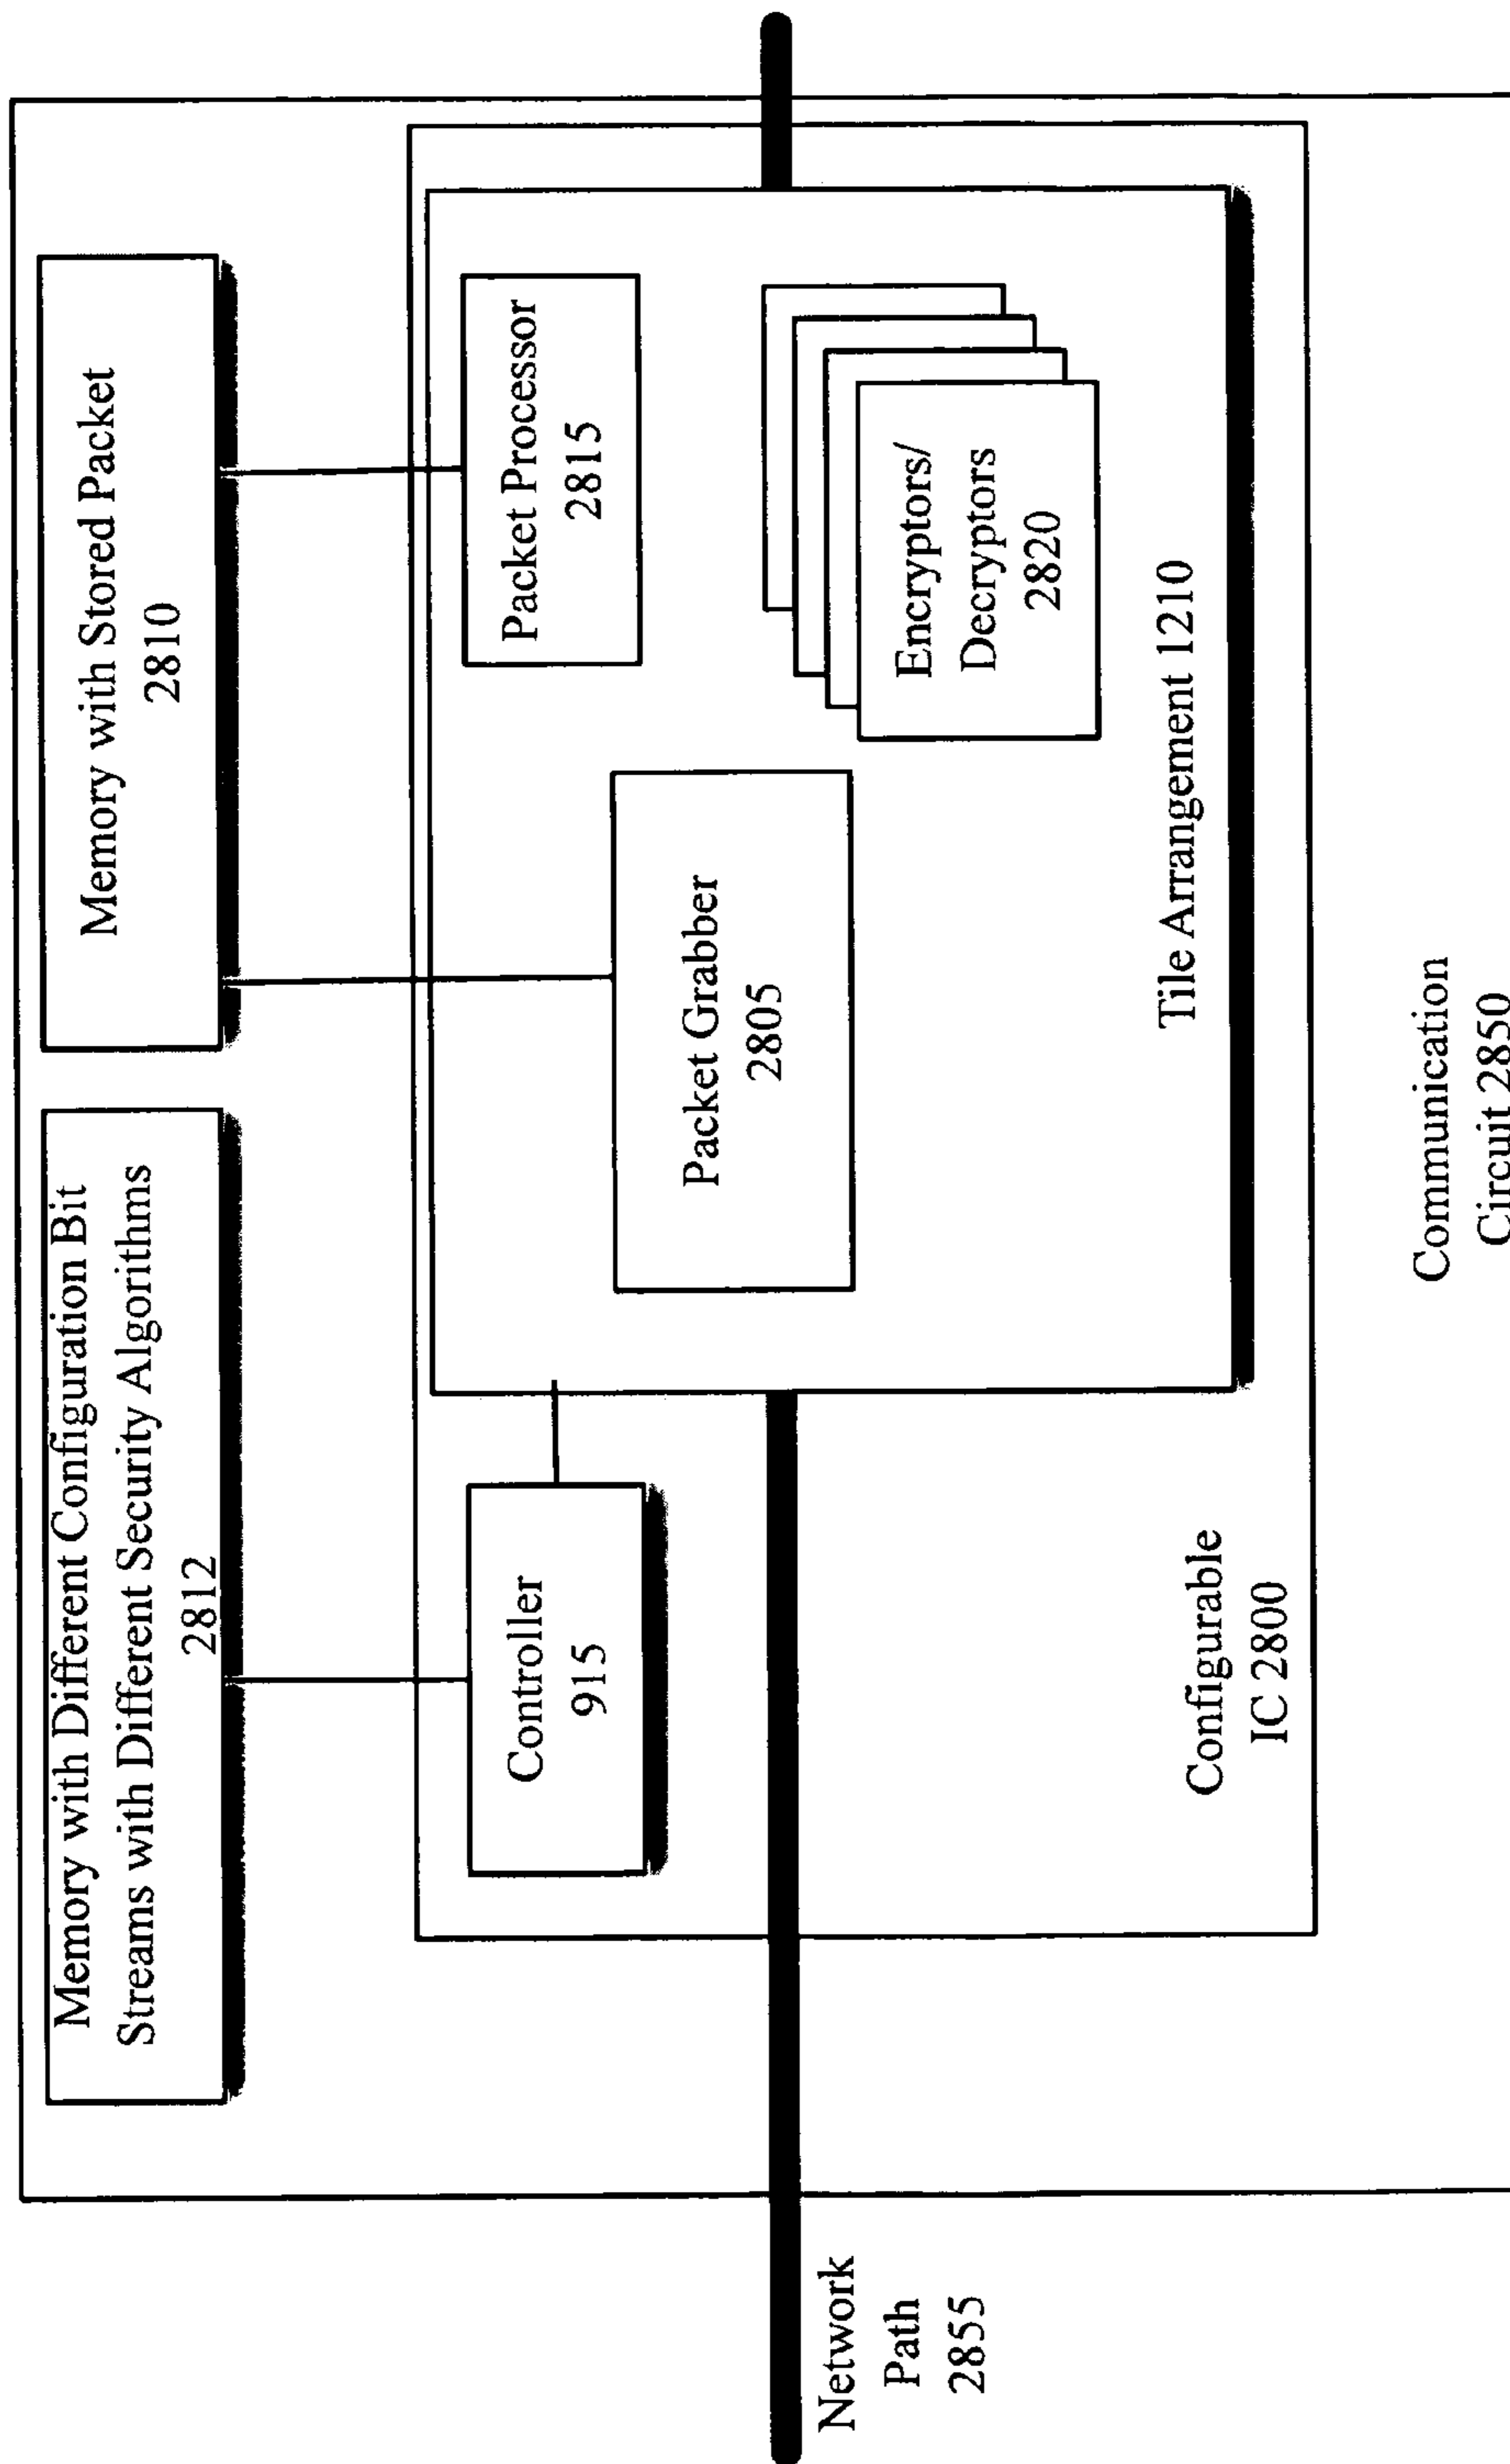 Memory with Different Configuration Bit
Streams with Different Security Algorithms
2812
Memory with Stored Packet
2810
Controller
915
Packet Grabber
2805
Packet Processor
2815
Encryptors/
Decryptors
2820
Tile Arrangement 1210
Configurable
IC 2800
Network
Path
2855
Communication
Circuit 2850